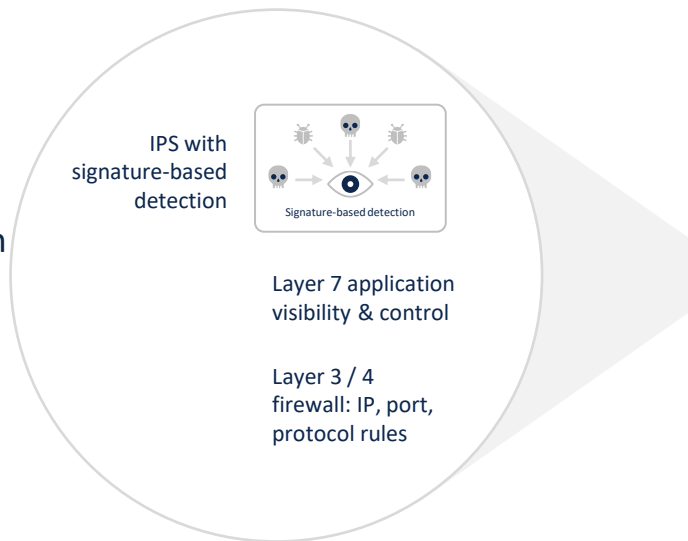 IPS with
signature-based
detection
Signature-based detection
Layer 7 application
visibility & control
Layer 3 / 4
firewall: IP, port,
protocol rules